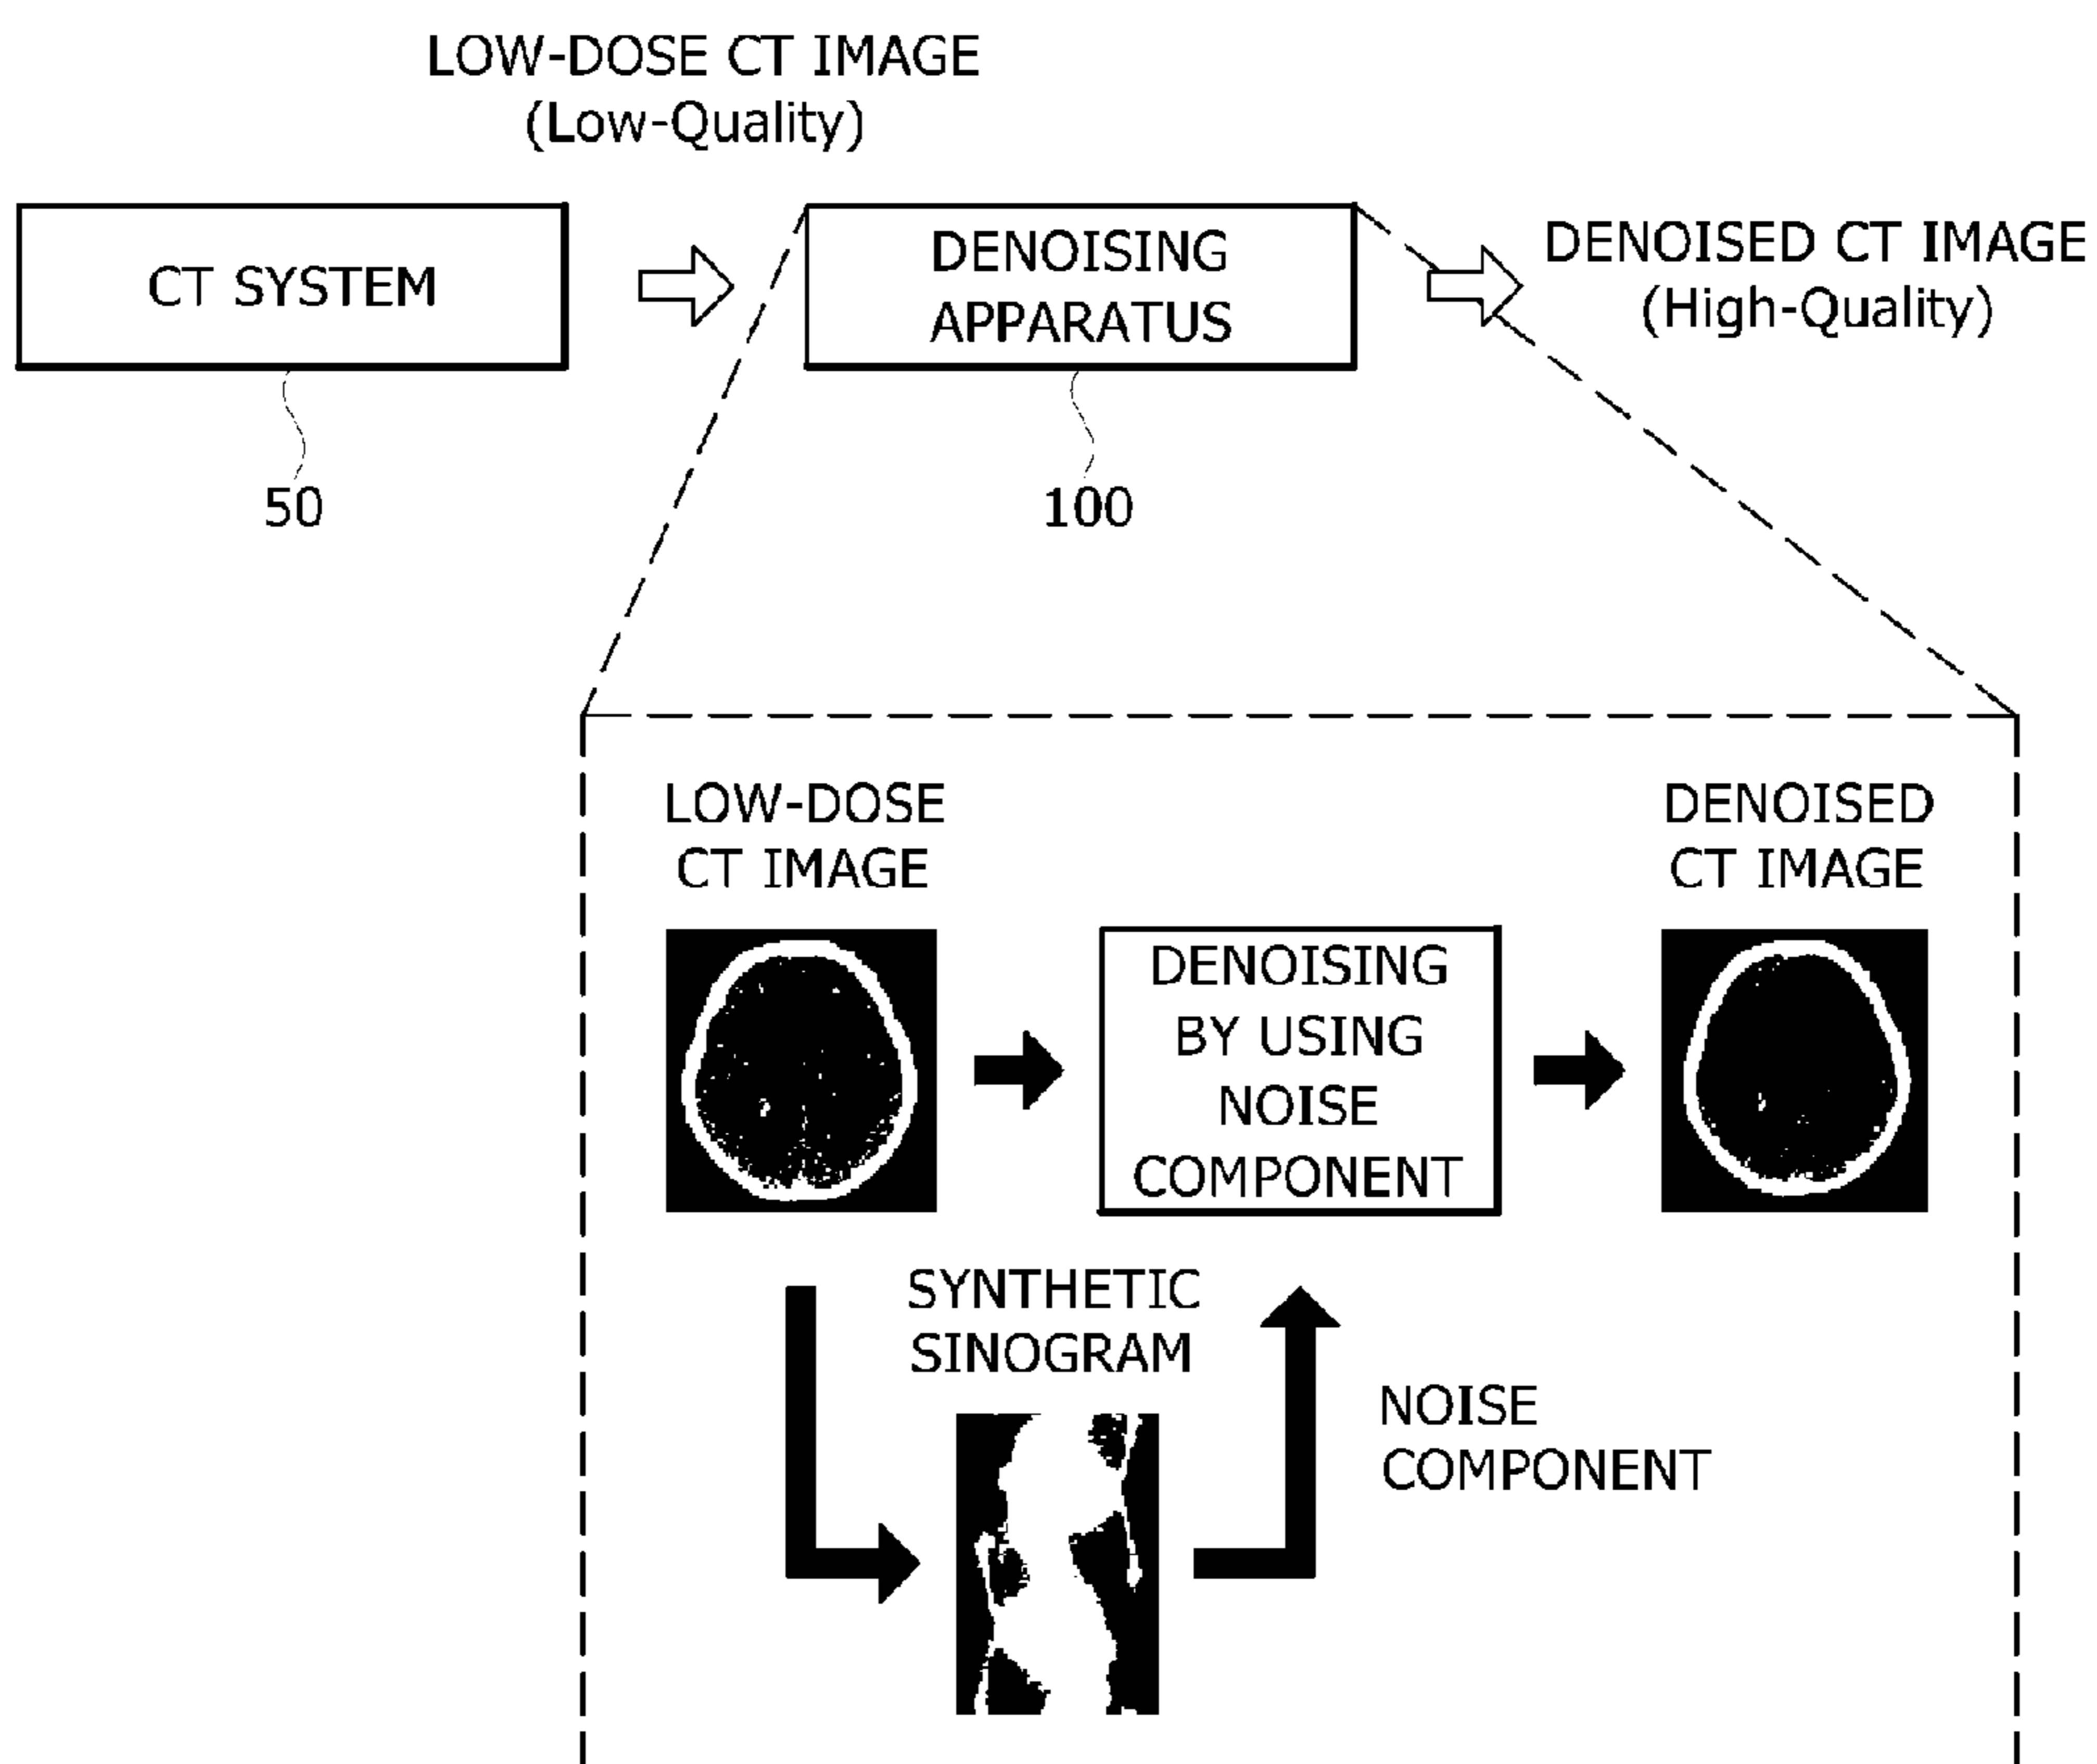 LOW-DOSE CT IMAGE
(Low-Quality)
CT SYSTEM
DENOISING
APPARATUS
DENOISED CT IMAGE
(High-Quality)
50
100
LOW-DOSE
CT IMAGE
DENOISED
CT IMAGE
DENOISING
BY USING
NOISE
COMPONENT
SYNTHETIC
SINOGRAM
NOISE
COMPONENT